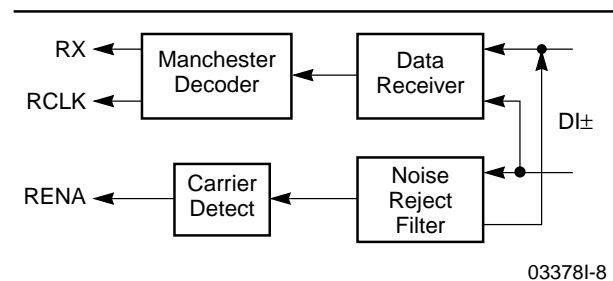 RX
Manchester
Decoder
Data
Receiver
RCLK
DI±
RENA
Carrier
Detect
Noise
Reject
Filter
03378I-8